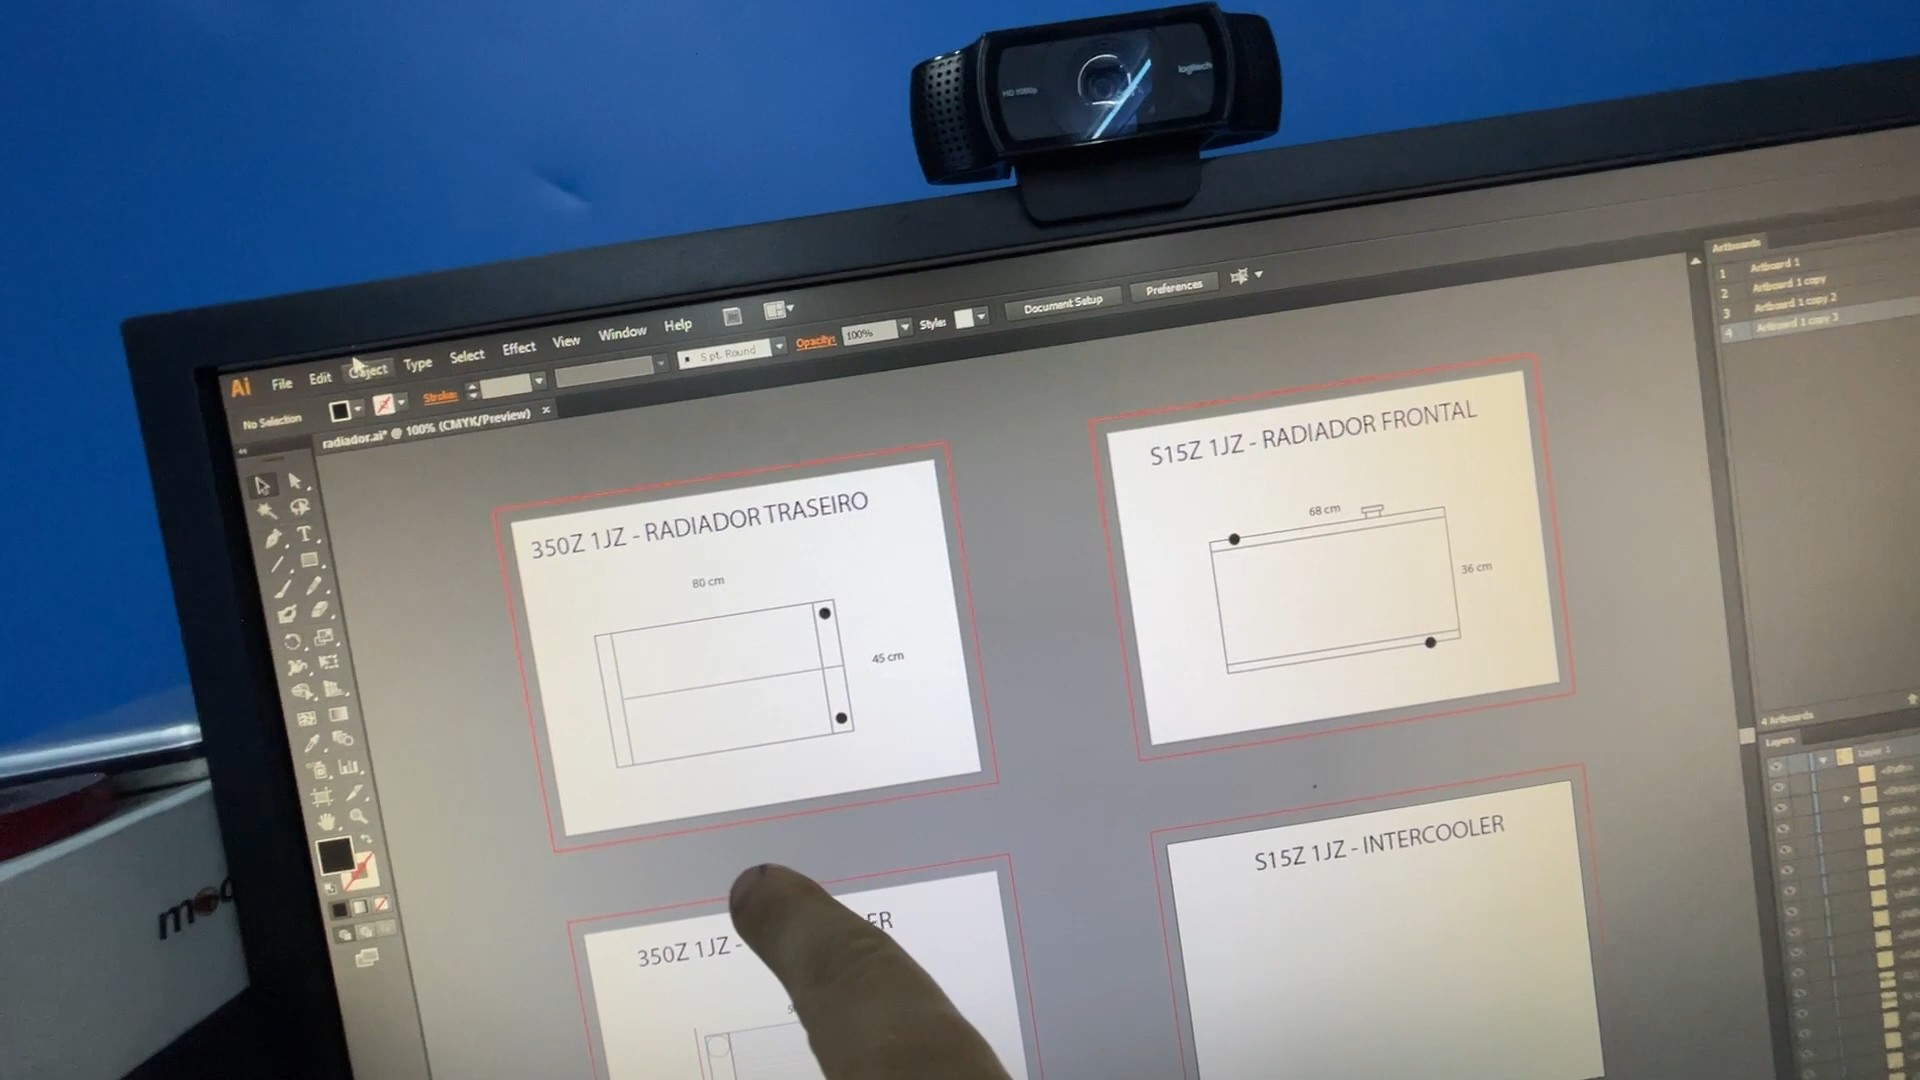 HD 1080p
logitech
Ai File Edit Object Type Select Effect View Window Help
No Selection
Stroke:
5 pt. Round
Opacity:
100%
Style:
Document Setup
Preferences
radiador.ai* @ 100% (CMYK/Preview)
Artboards
1 Artboard 1
2 Artboard 1 copy
3 Artboard 1 copy 2
4 Artboard 1 copy 3
350Z 1JZ - RADIADOR TRASEIRO
80 cm
45 cm
S15Z 1JZ - RADIADOR FRONTAL
68 cm
36 cm
350Z 1JZ -
ER
S15Z 1JZ - INTERCOOLER
4 Artboards
Layers
Layer 1